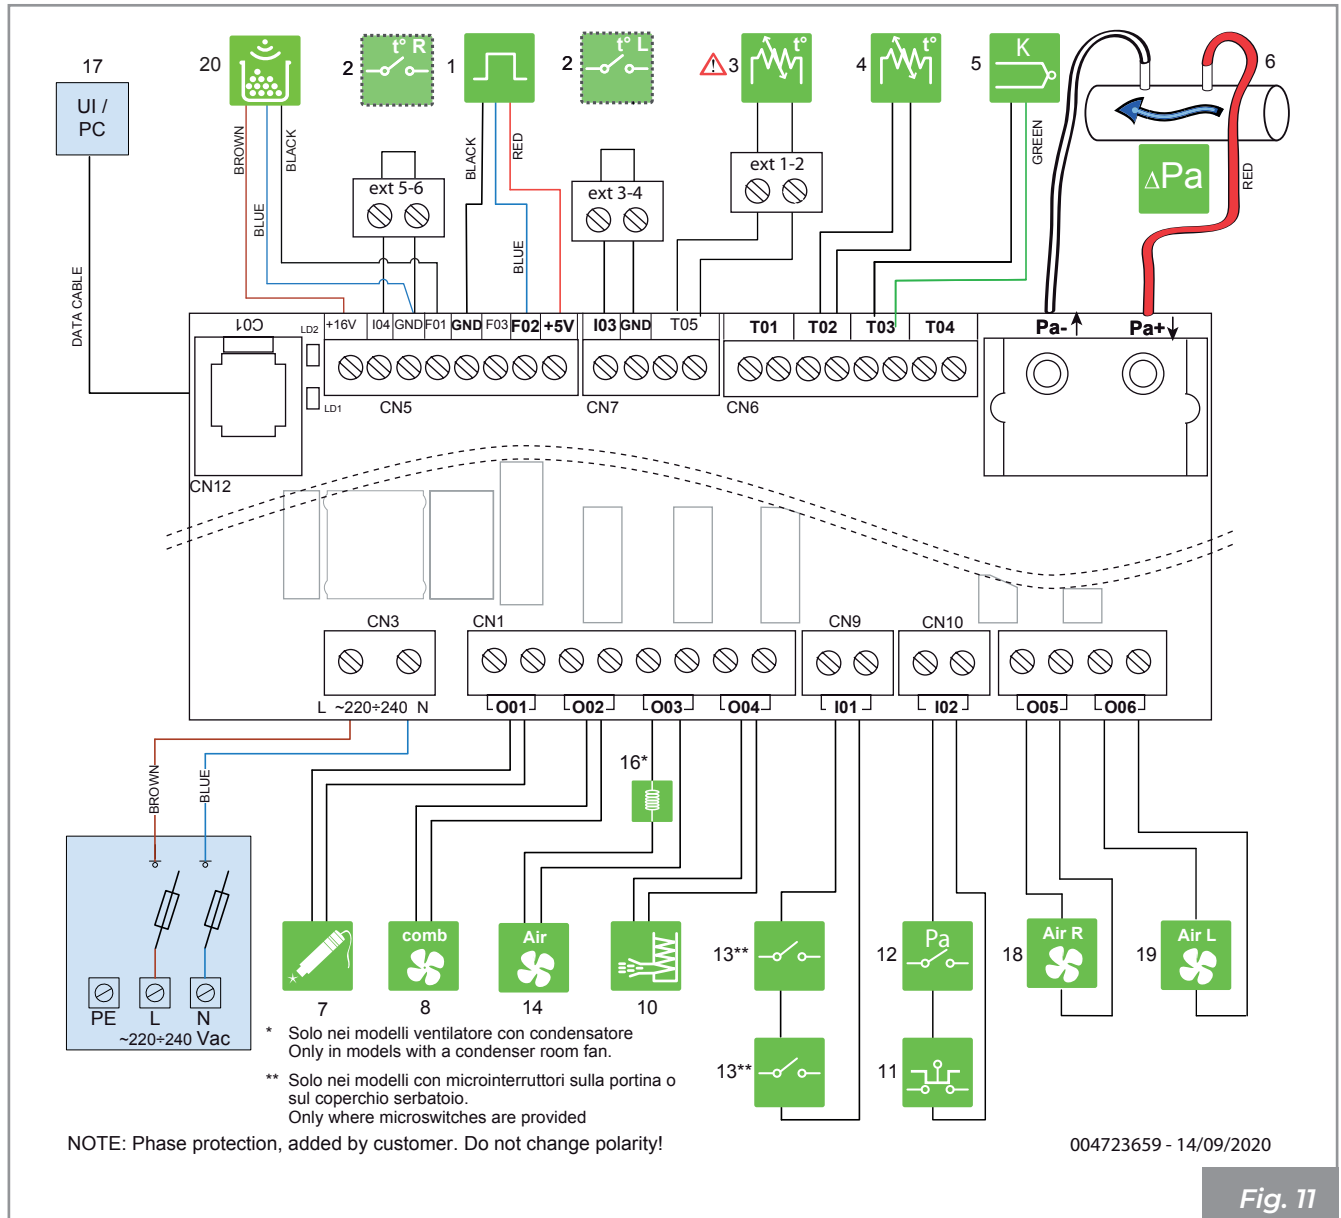 17
UI /
PC
20
2
t° R
1
2
t° L
3
t°
4
t°
5
K
6
ΔPa
BROWN
BLUE
BLACK
BLACK
RED
BLUE
GREEN
RED
DATA CABLE
ext 5-6
ext 3-4
ext 1-2
C01
LD2
LD1
+16V
I04
GND
F01
GND
F03
F02
+5V
I03
GND
T05
T01
T02
T03
T04
Pa-
Pa+
CN5
CN7
CN6
CN12
CN3
CN1
CN9
CN10
L ~220÷240 N
O01
O02
O03
O04
I01
I02
O05
O06
BROWN
BLUE
16*
PE
L
N
~220÷240 Vac
7
comb
8
Air
14
10
13**
13**
Pa
12
11
Air R
18
Air L
19
* Solo nei modelli ventilatore con condensatore
Only in models with a condenser room fan.
** Solo nei modelli con microinterruttori sulla portina o
sul coperchio serbatoio.
Only where microswitches are provided
NOTE: Phase protection, added by customer. Do not change polarity!
004723659 - 14/09/2020
Fig. 11